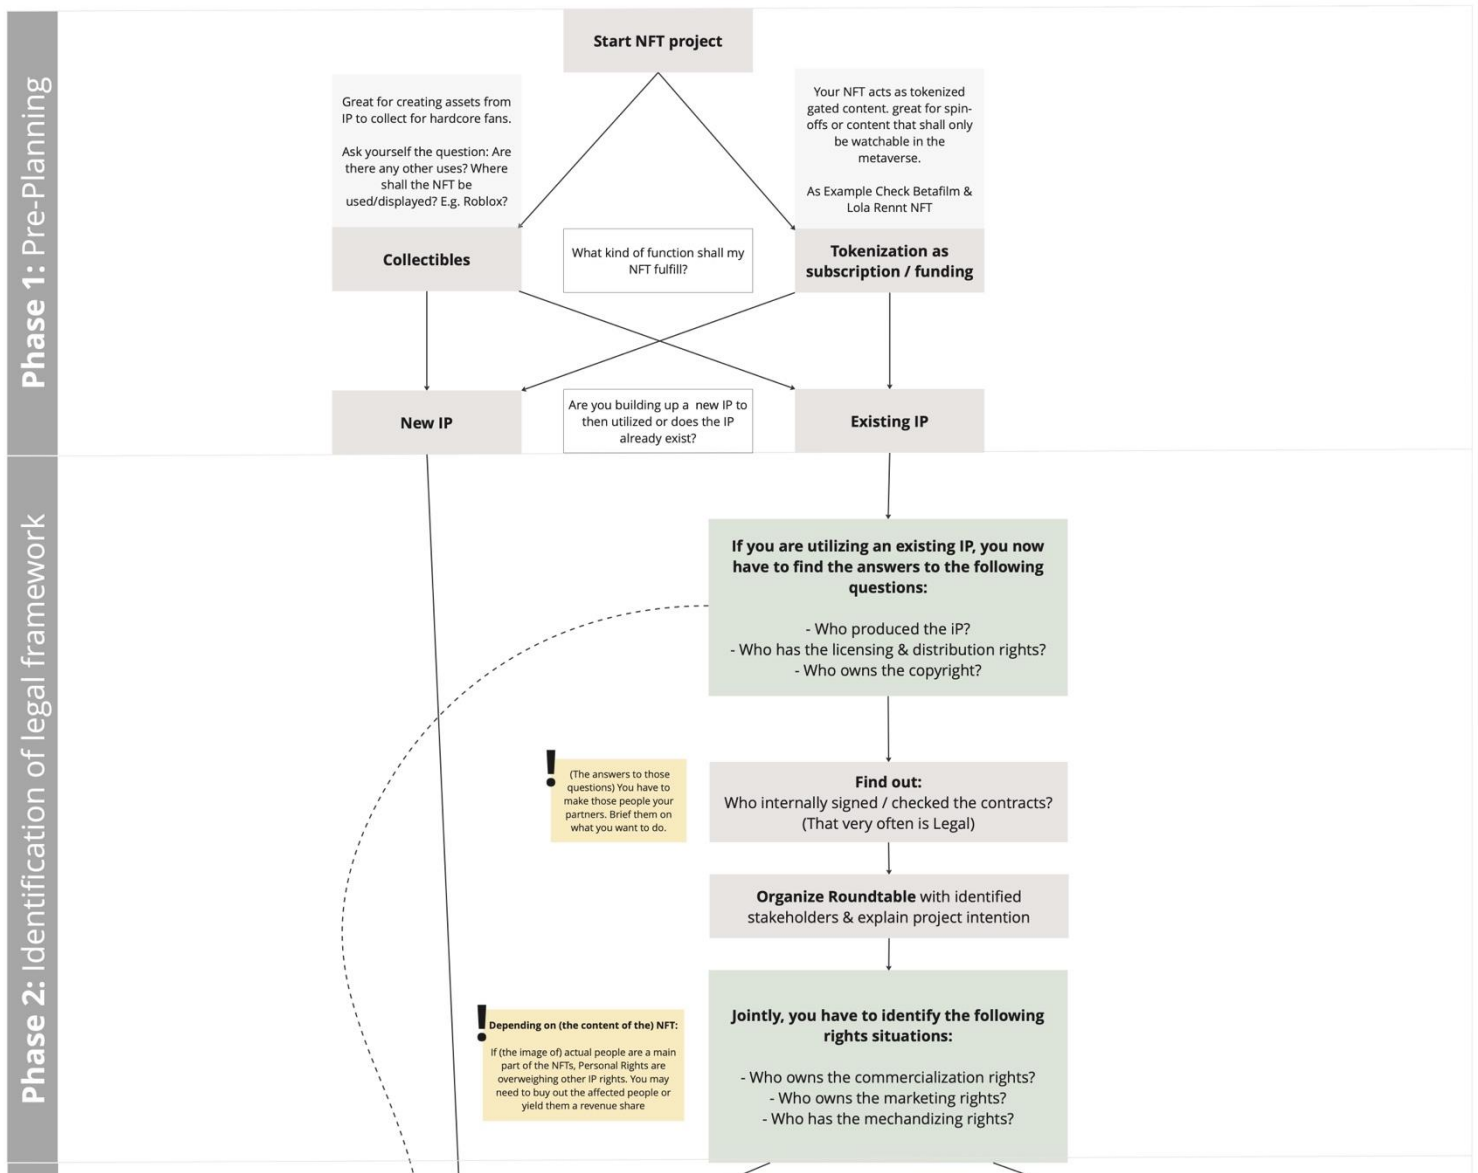 Phase 1: Pre-Planning
Start NFT project
Great for creating assets from
IP to collect for hardcore fans.
Ask yourself the question: Are
there any other uses? Where
shall the NFT be
used/displayed? E.g. Roblox?
Your NFT acts as tokenized
gated content. great for spin-
offs or content that shall only
be watchable in the
metaverse.
As Example Check Betafilm &
Lola Rennt NFT
Collectibles
What kind of function shall my
NFT fulfill?
Tokenization as
subscription / funding
New IP
Are you building up a new IP to
then utilized or does the IP
already exist?
Existing IP
Phase 2: Identification of legal framework
If you are utilizing an existing IP, you now
have to find the answers to the following
questions:
- Who produced the iP?
- Who has the licensing & distribution rights?
- Who owns the copyright?
!
(The answers to those
questions) You have to
make those people your
partners. Brief them on
what you want to do.
Find out:
Who internally signed / checked the contracts?
(That very often is Legal)
Organize Roundtable with identified
stakeholders & explain project intention
!
Depending on (the content of the) NFT:
If (the image of) actual people are a main
part of the NFTs, Personal Rights are
overweighing other IP rights. You may
need to buy out the affected people or
yield them a revenue share
Jointly, you have to identify the following
rights situations:
- Who owns the commercialization rights?
- Who owns the marketing rights?
- Who has the mechandizing rights?